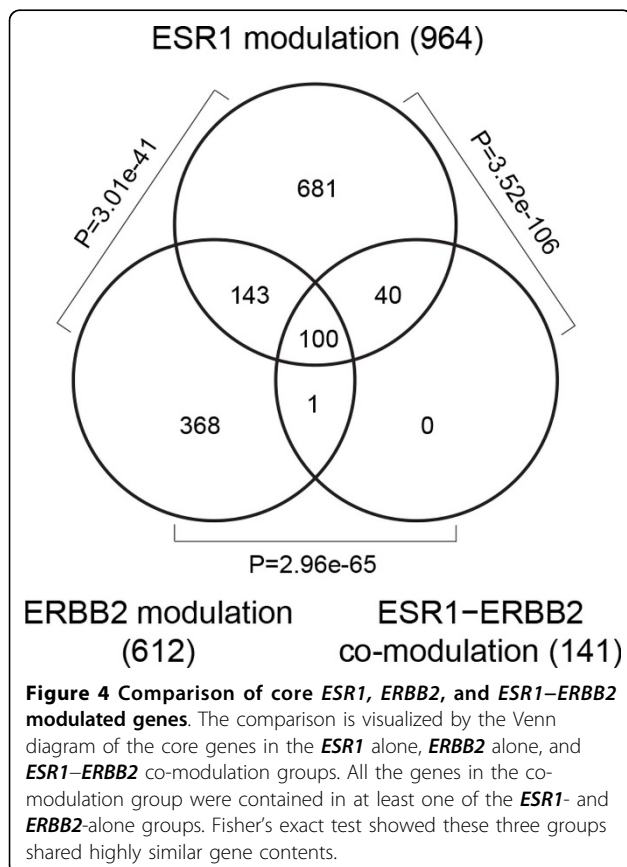 ESR1 modulation (964)
P=3.01e-41
P=3.52e-106
681
143
40
100
1
368
0
P=2.96e-65
ERBB2 modulation
(612)
ESR1−ERBB2
co-modulation (141)
Figure 4 Comparison of core ESR1, ERBB2, and ESR1−ERBB2
modulated genes. The comparison is visualized by the Venn
diagram of the core genes in the ESR1 alone, ERBB2 alone, and
ESR1−ERBB2 co-modulation groups. All the genes in the co-
modulation group were contained in at least one of the ESR1- and
ERBB2-alone groups. Fisher's exact test showed these three groups
shared highly similar gene contents.